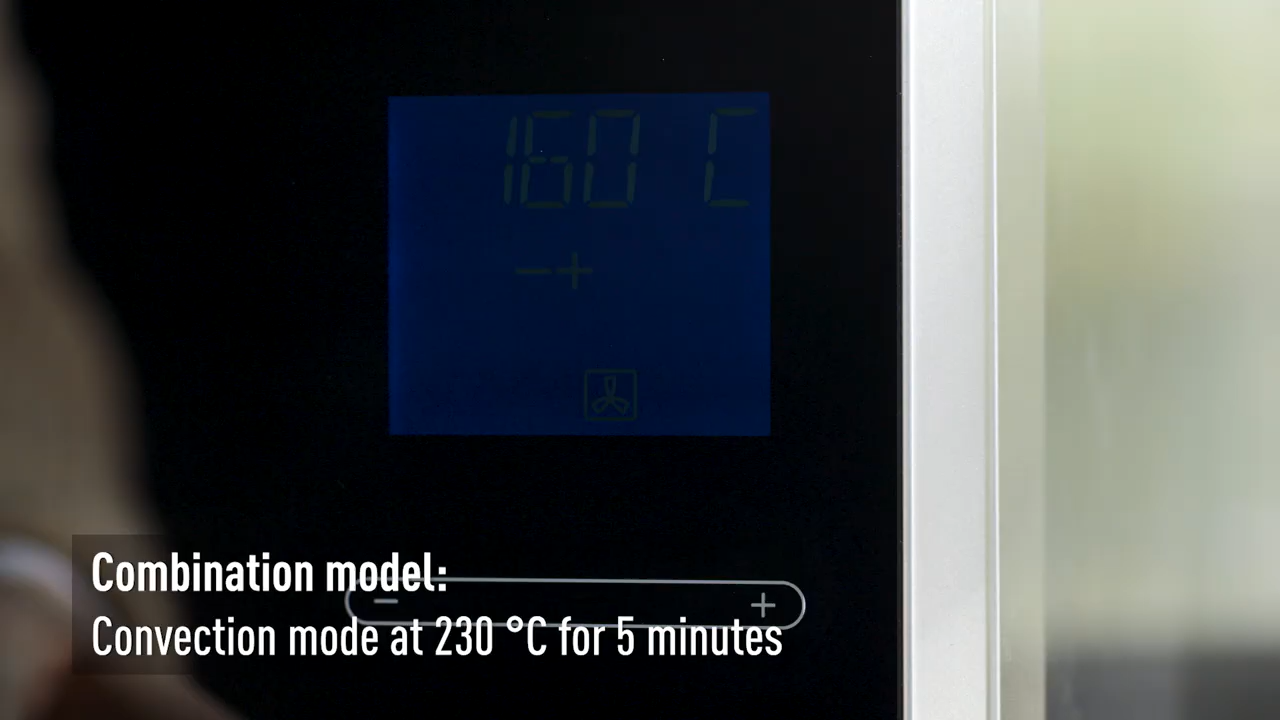 160 C
−+
− +
Combination model:
Convection mode at 230 °C for 5 minutes